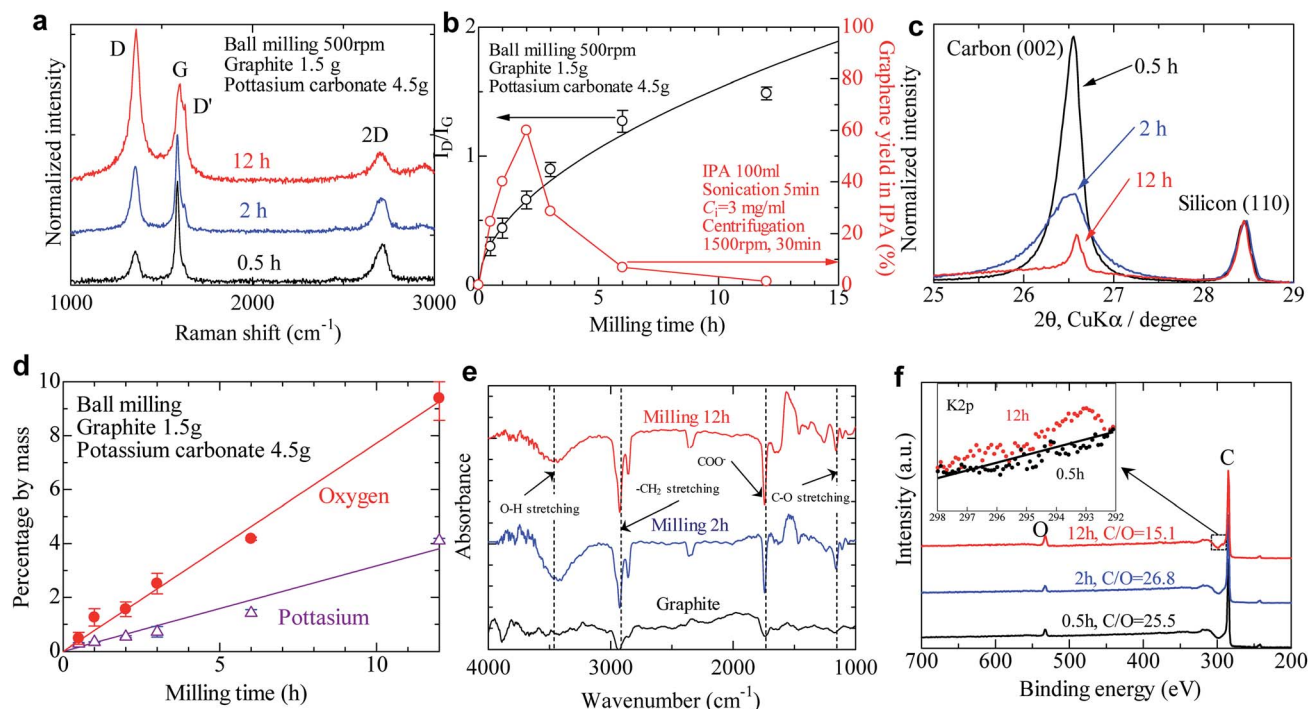 a
D
Ball milling 500rpm
Graphite 1.5 g
Pottasium carbonate 4.5g
G
D'
2D
12 h
2 h
0.5 h
Normalized intensity
1000
2000
3000
Raman shift (cm⁻¹)
b
2
1
0
I_D/I_G
Ball milling 500rpm
Graphite 1.5g
Pottasium carbonate 4.5g
IPA 100ml
Sonication 5min
C_i=3 mg/ml
Centrifugation
1500rpm, 30min
100
80
60
40
20
0
Graphene yield in IPA (%)
0
5
10
15
Milling time (h)
c
Carbon (002)
0.5 h
2 h
12 h
Silicon (110)
Normalized intensity
25
26
27
28
29
2θ, CuKα / degree
d
10
8
6
4
2
0
Percentage by mass
Ball milling
Graphite 1.5g
Potassium carbonate 4.5g
Oxygen
Pottasium
0
5
10
Milling time (h)
e
Milling 12h
COO⁻
O-H stretching
-CH₂ stretching
C-O stretching
Milling 2h
Graphite
Absorbance
4000
3000
2000
1000
Wavenumber (cm⁻¹)
f
K2p
12h
0.5h
298
297
296
295
294
293
292
C
O
12h, C/O=15.1
2h, C/O=26.8
0.5h, C/O=25.5
Intensity (a.u.)
700
600
500
400
300
200
Binding energy (eV)